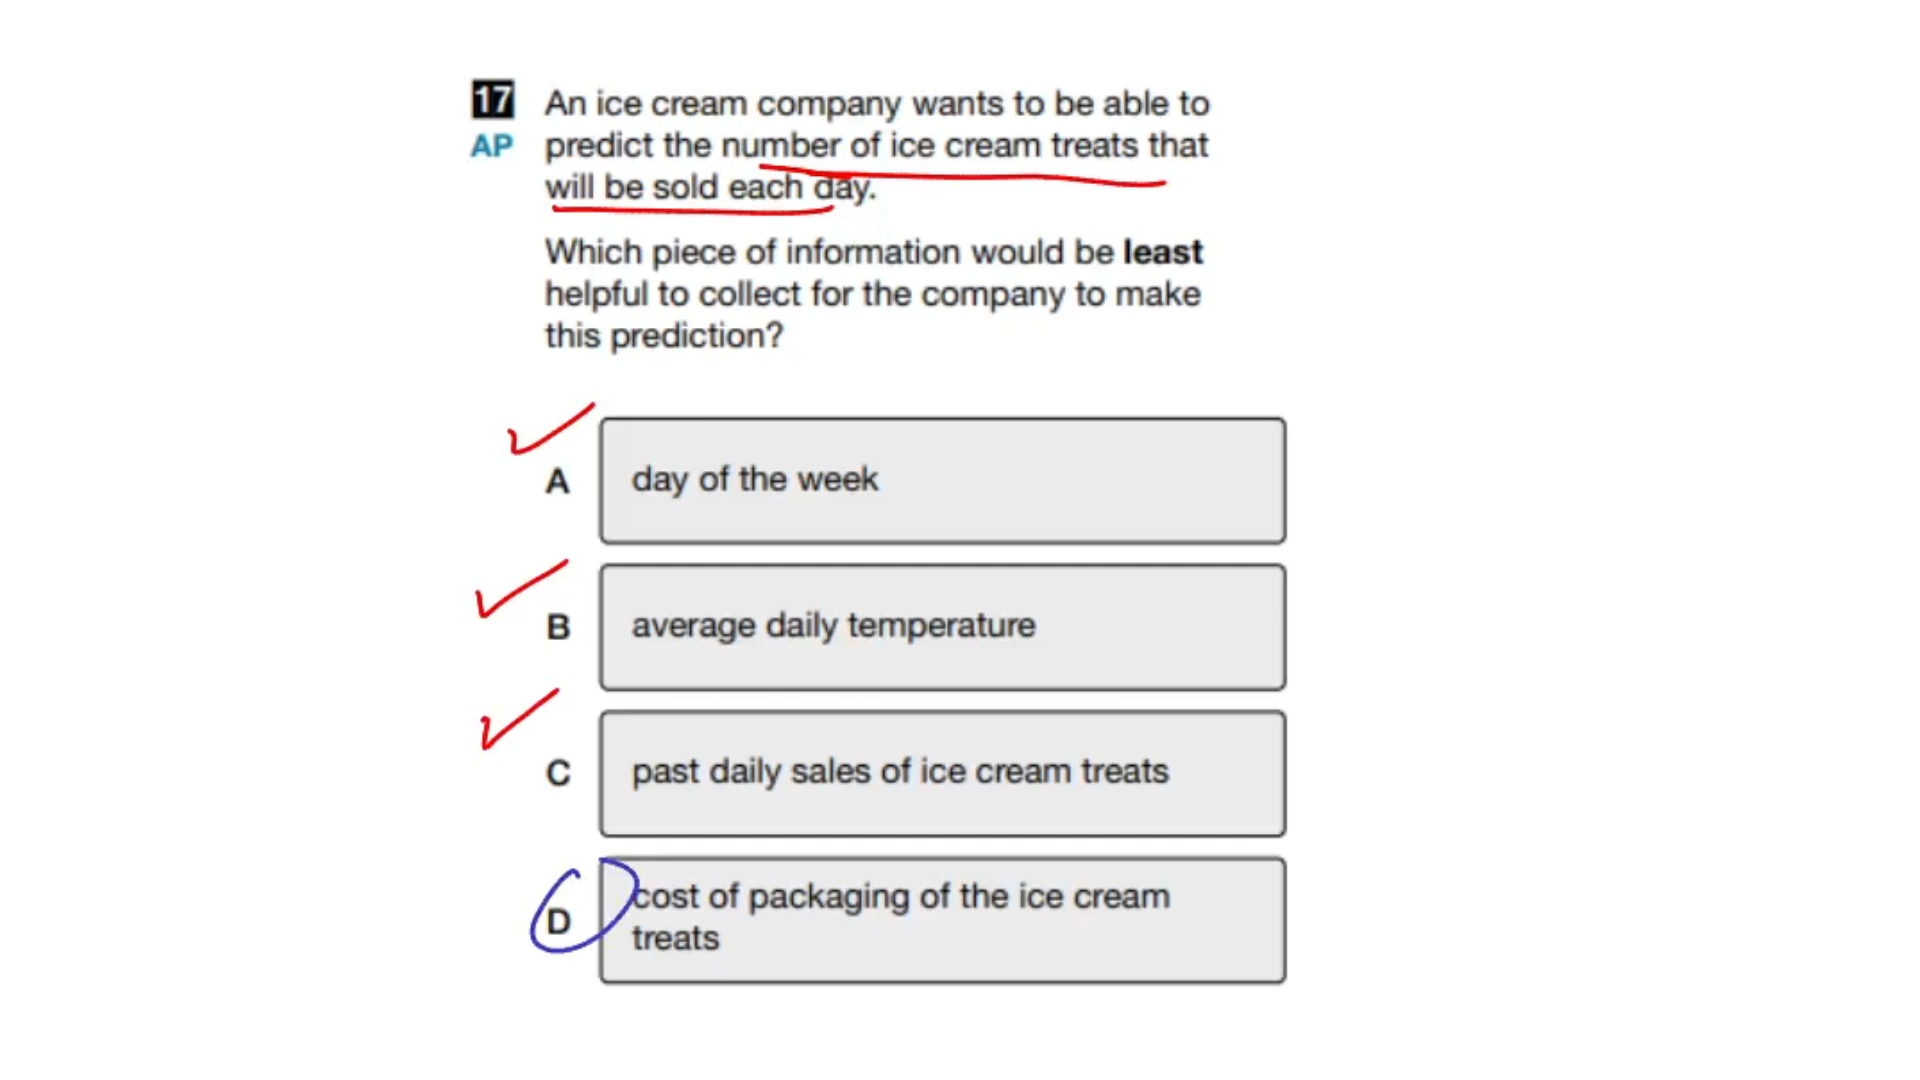 17 An ice cream company wants to be able to
AP predict the number of ice cream treats that
will be sold each day.
Which piece of information would be least
helpful to collect for the company to make
this prediction?
A day of the week
B average daily temperature
C past daily sales of ice cream treats
D cost of packaging of the ice cream
treats